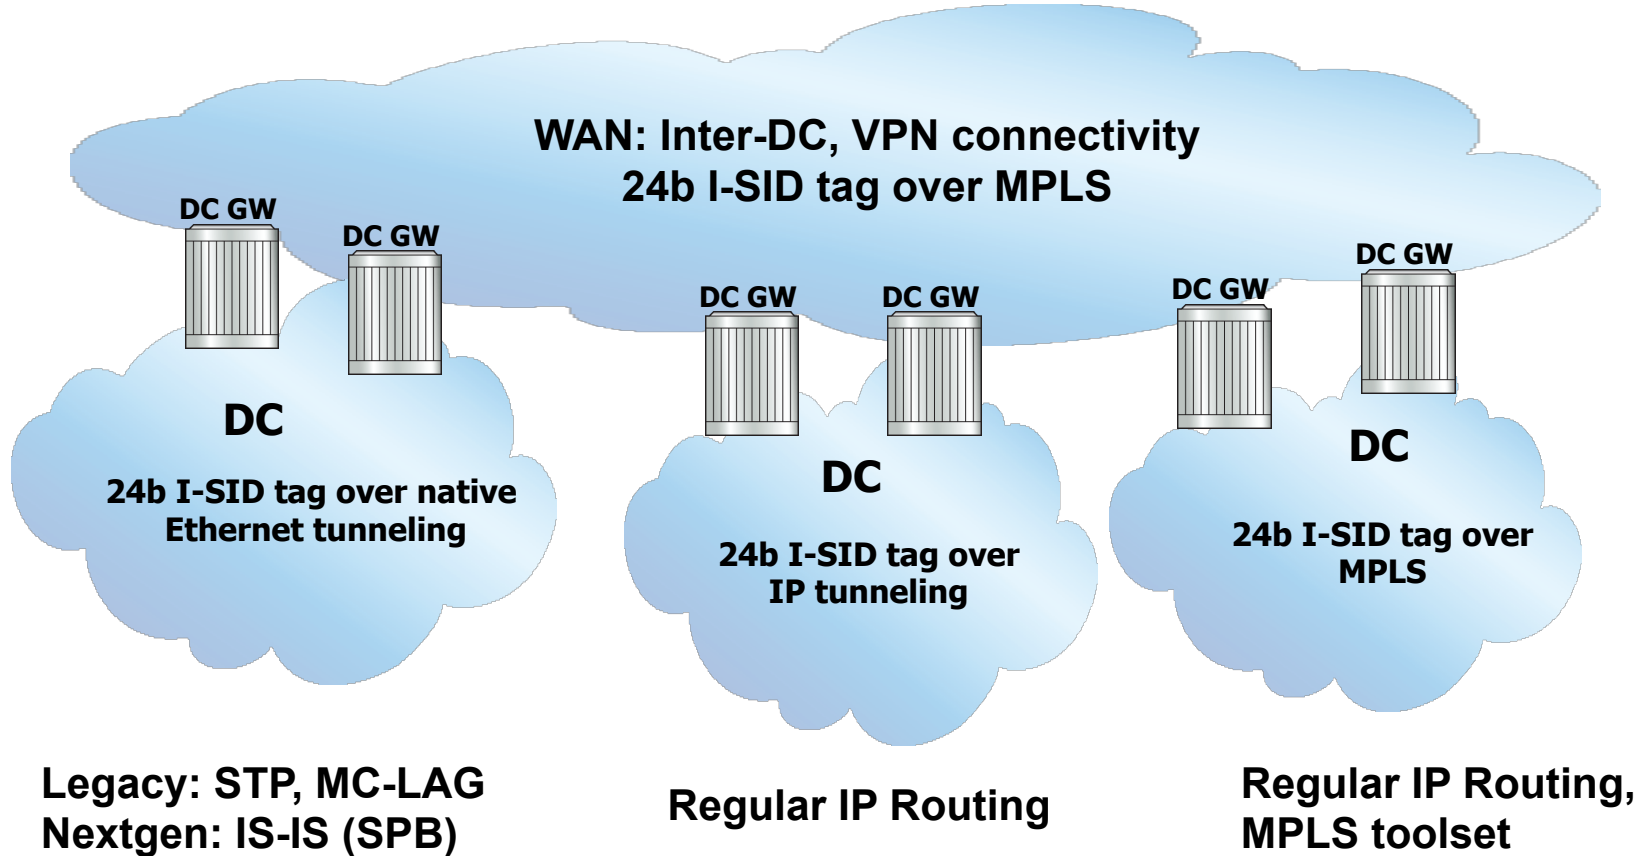 WAN: Inter-DC, VPN connectivity
24b I-SID tag over MPLS
DC GW
DC GW
DC GW
DC GW
DC GW
DC GW
DC
24b I-SID tag over native
Ethernet tunneling
DC
24b I-SID tag over
IP tunneling
DC
24b I-SID tag over
MPLS
Legacy: STP, MC-LAG
Nextgen: IS-IS (SPB)
Regular IP Routing
Regular IP Routing,
MPLS toolset